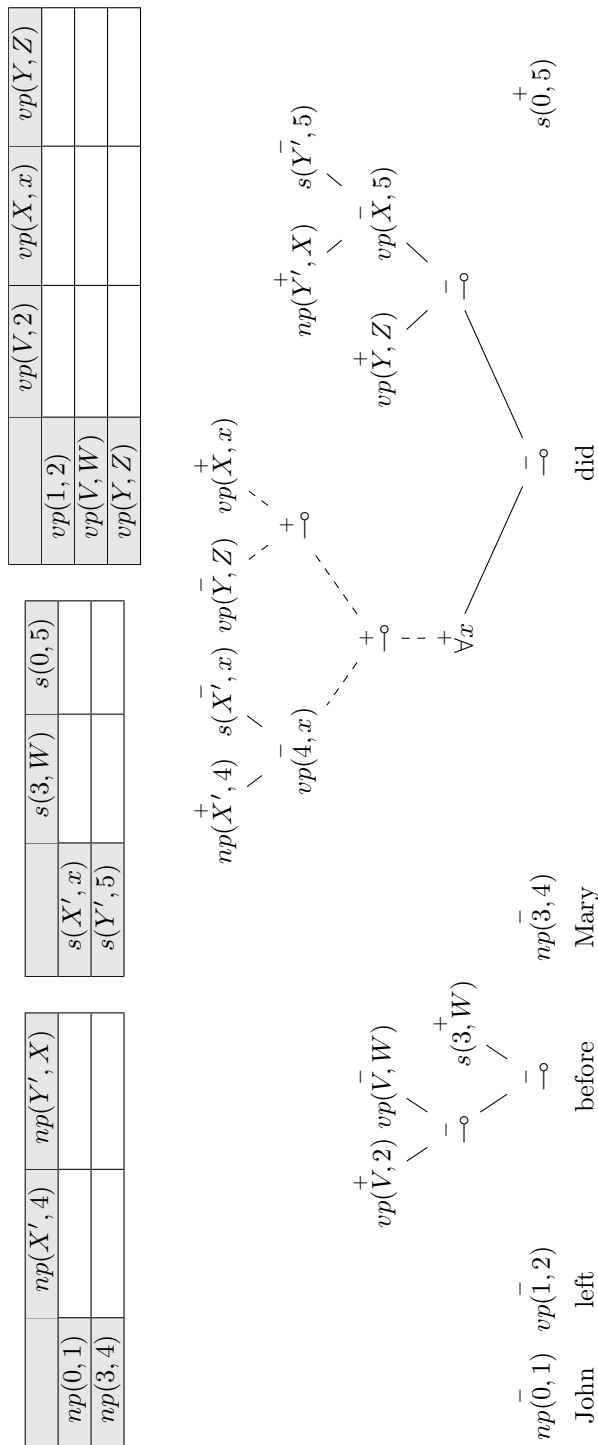 np(X′, 4) np(Y′, X)
np(0, 1)
np(3, 4)
s(3, W) s(0, 5)
s(X′, x)
s(Y′, 5)
vp(V, 2) vp(X, x) vp(Y, Z)
vp(1, 2)
vp(V, W)
vp(Y, Z)
+ − − +
np(X′, 4) s(X′, x) vp(Y, Z) vp(X, x)
+ −
np(Y′, X) s(Y′, 5)
− +
vp(4, x) ⊸
+ −
vp(Y, Z) vp(X, 5)
+ − + −
vp(V, 2) vp(V, W) ⊸ ⊸
− + + −
⊸ s(3, W) ∀x ⊸
− − − − +
np(0, 1) vp(1, 2) ⊸ np(3, 4) s(0, 5)
John left before Mary did